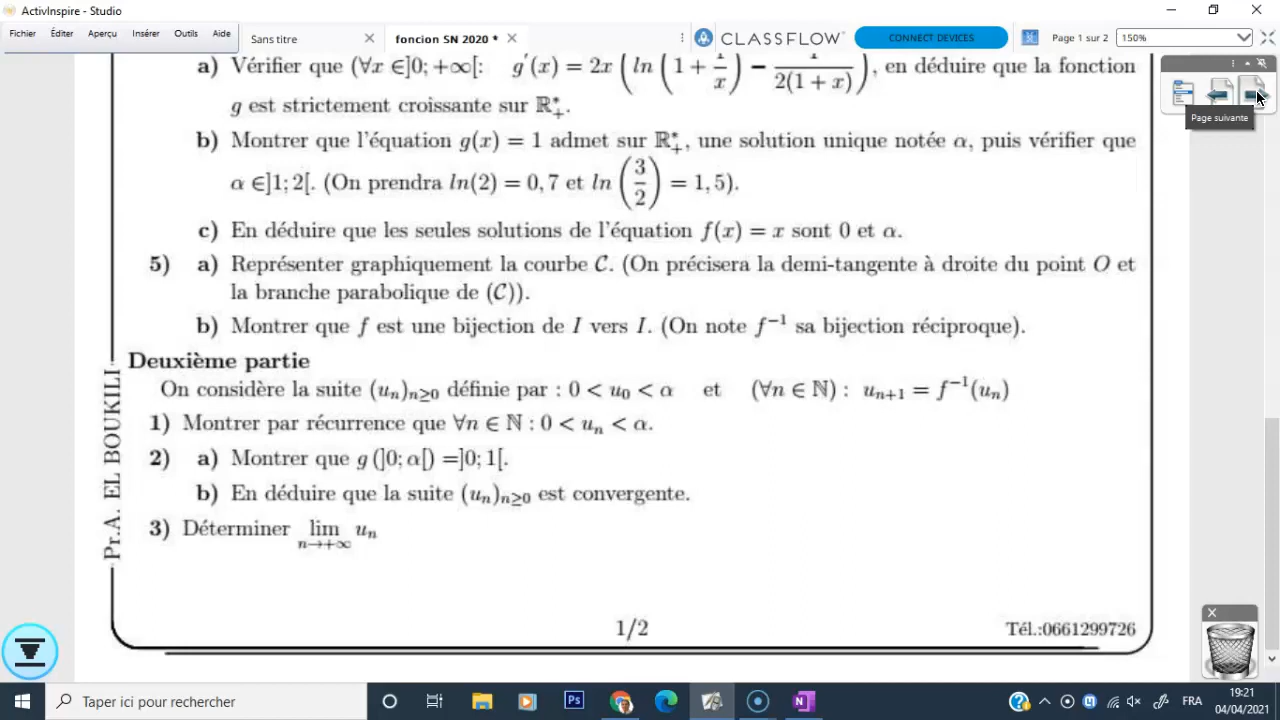 ActivInspire - Studio
Fichier Éditer Aperçu Insérer Outils Aide
Sans titre
foncion SN 2020 *
CLASSFLOW
CONNECT DEVICES
Page 1 sur 2
150%
Page suivante
a) Vérifier que (∀x ∈]0; +∞[: g'(x) = 2x ( ln ( 1 + 1/x ) − 1/2(1 + x) ), en déduire que la fonction
g est strictement croissante sur ℝ*₊.
b) Montrer que l'équation g(x) = 1 admet sur ℝ*₊, une solution unique notée α, puis vérifier que
α ∈]1; 2[. (On prendra ln(2) = 0,7 et ln (3/2) = 1,5).
c) En déduire que les seules solutions de l'équation f(x) = x sont 0 et α.
5) a) Représenter graphiquement la courbe C. (On précisera la demi-tangente à droite du point O et
la branche parabolique de (C)).
b) Montrer que f est une bijection de I vers I. (On note f⁻¹ sa bijection réciproque).
Deuxième partie
On considère la suite (uₙ)ₙ≥₀ définie par : 0 < u₀ < α et (∀n ∈ ℕ) : uₙ₊₁ = f⁻¹(uₙ)
1) Montrer par récurrence que ∀n ∈ ℕ : 0 < uₙ < α.
2) a) Montrer que g (]0; α[) =]0; 1[.
b) En déduire que la suite (uₙ)ₙ≥₀ est convergente.
3) Déterminer lim n→+∞ uₙ
Pr.A. EL BOUKILI
1/2
Tél.:0661299726
Taper ici pour rechercher
FRA
19:21
04/04/2021